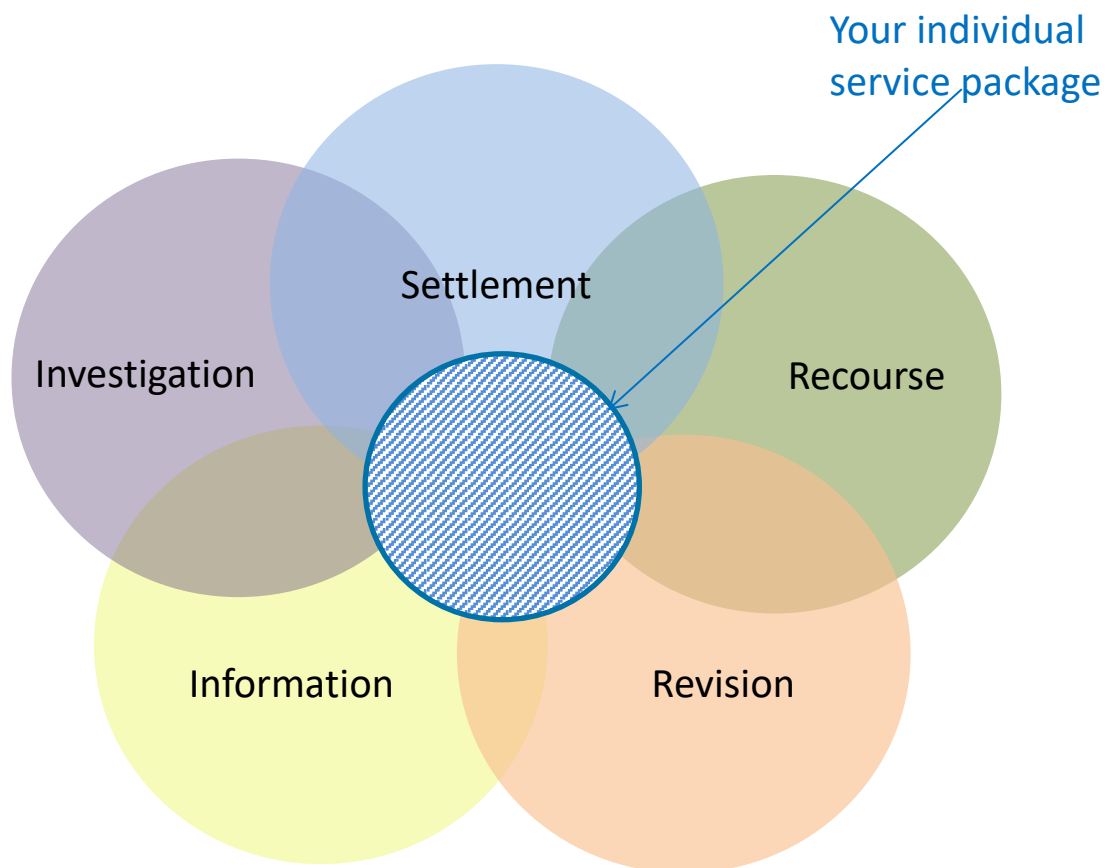 Your individual
service package
Settlement
Investigation
Recourse
Information
Revision